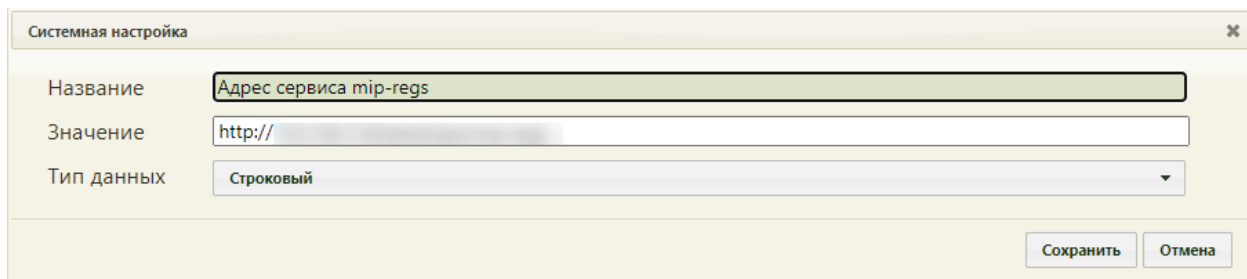 Системная настройка
Название Адрес сервиса mip-regs
Значение http://
Тип данных Строковый
Сохранить Отмена